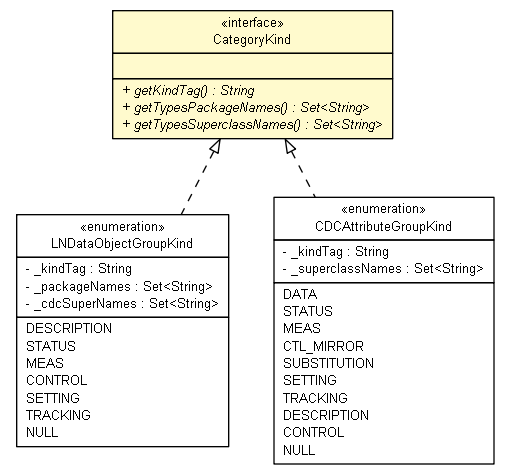 «interface»
CategoryKind
+ getKindTag() : String
+ getTypesPackageNames() : Set<String>
+ getTypesSuperclassNames() : Set<String>
«enumeration»
LNDataObjectGroupKind
- _kindTag : String
- _packageNames : Set<String>
- _cdcSuperNames : Set<String>
DESCRIPTION
STATUS
MEAS
CONTROL
SETTING
TRACKING
NULL
«enumeration»
CDCAttributeGroupKind
- _kindTag : String
- _superclassNames : Set<String>
DATA
STATUS
MEAS
CTL_MIRROR
SUBSTITUTION
SETTING
TRACKING
DESCRIPTION
CONTROL
NULL